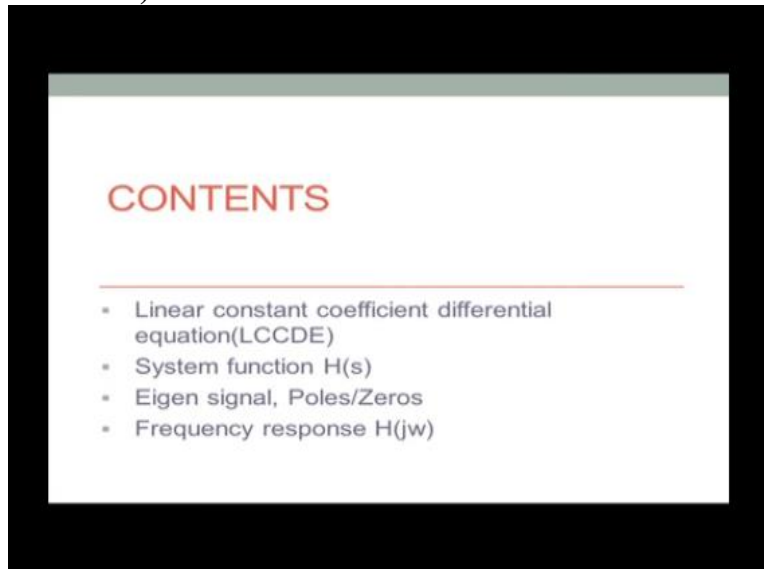 CONTENTS
▪ Linear constant coefficient differential
equation(LCCDE)
▪ System function H(s)
▪ Eigen signal, Poles/Zeros
▪ Frequency response H(jw)